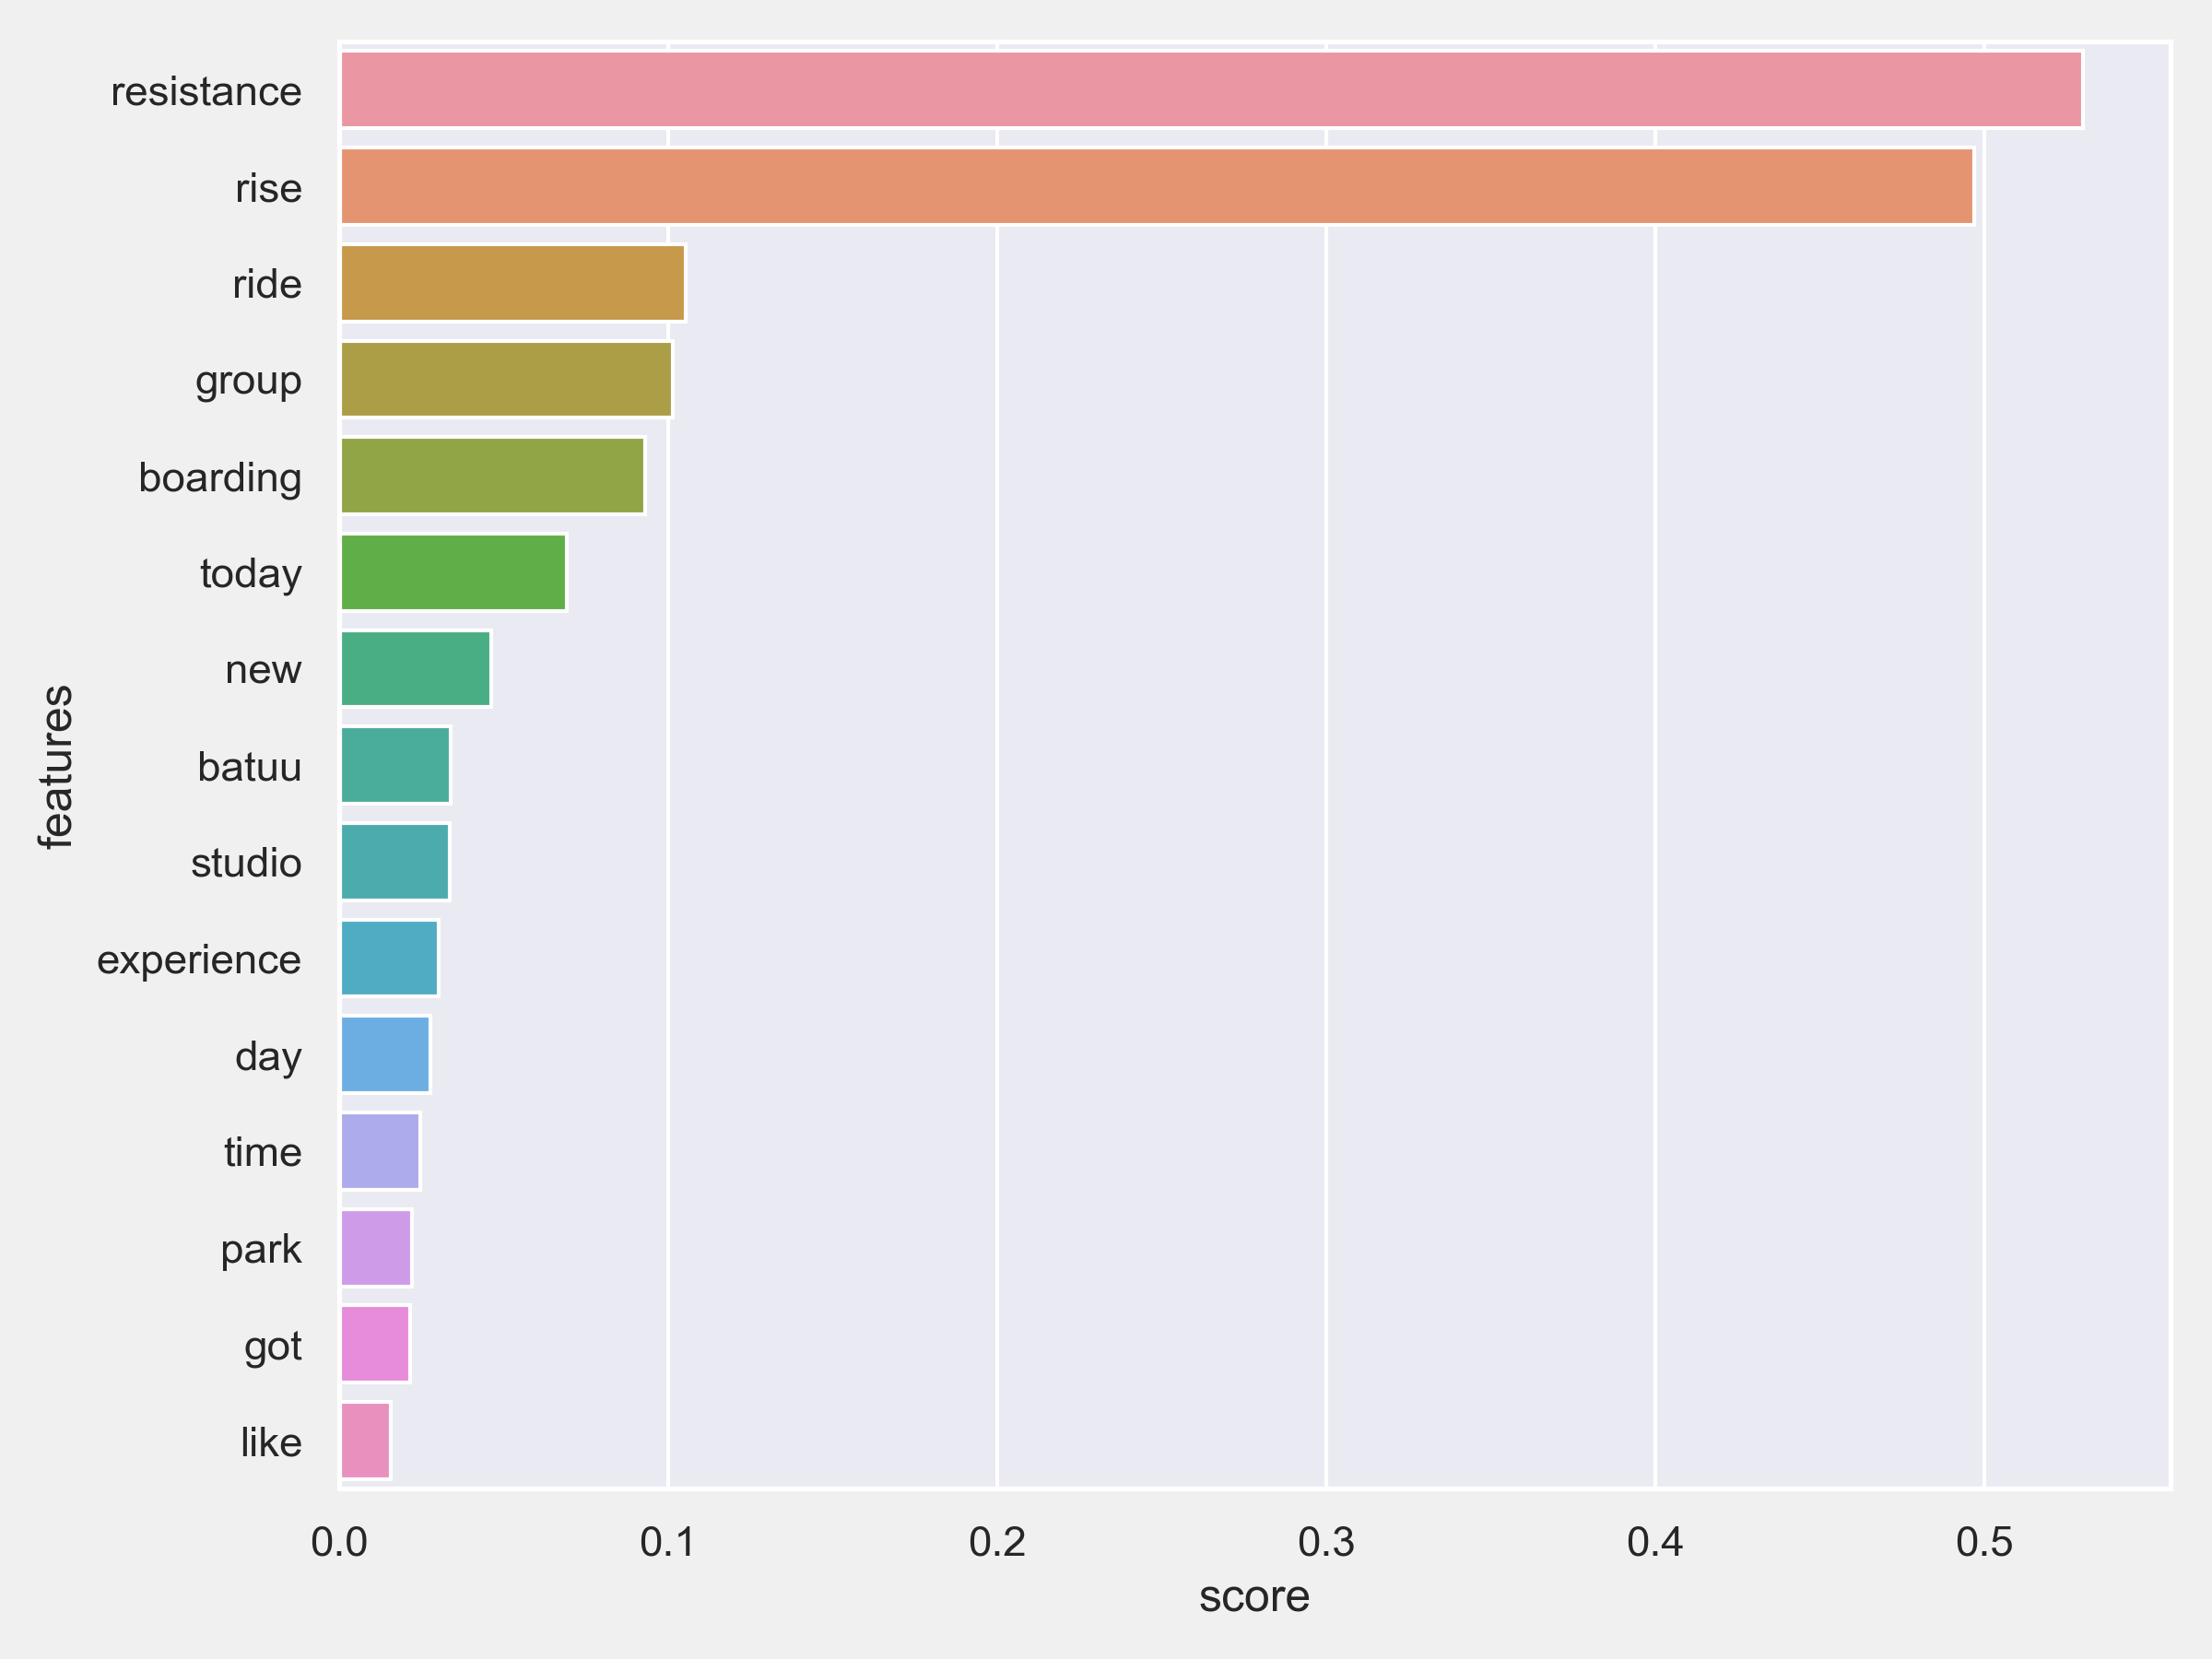 resistance
rise
ride
group
boarding
today
new
batuu
studio
experience
day
time
park
got
like
features
0.0 0.1 0.2 0.3 0.4 0.5
score